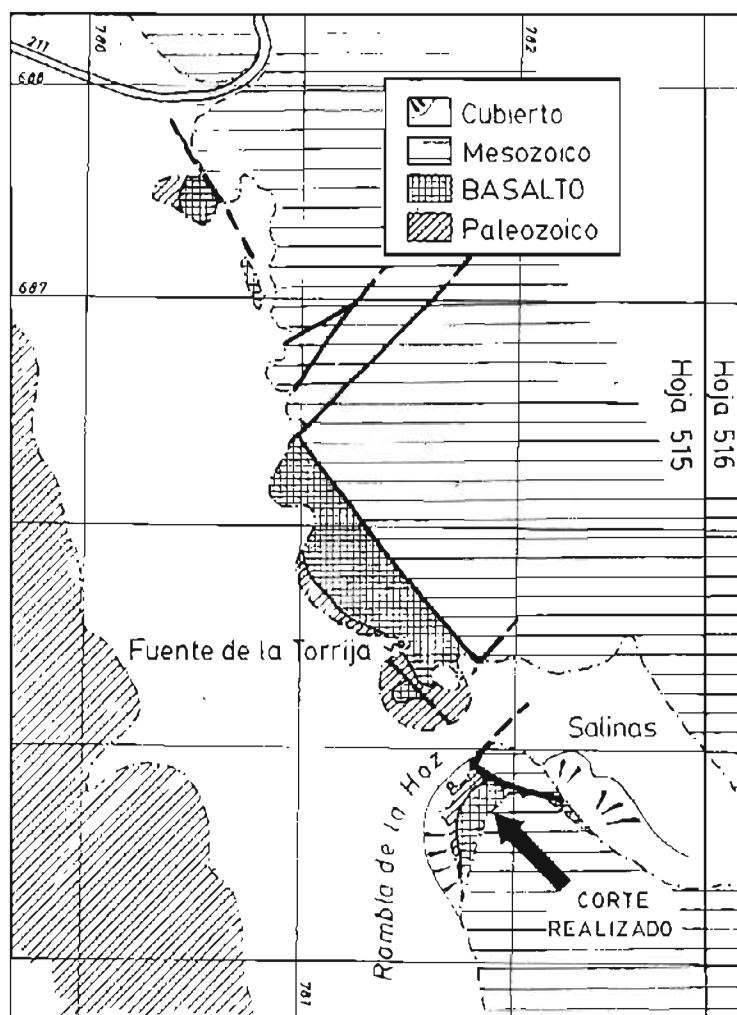 780
782
211
688
Cubierto
Mesozoico
BASALTO
Paleozoico
687
Hoja 515
Hoja 516
Fuente de la Torrija
Salinas
Rambla de la Hoz
CORTE
REALIZADO
781